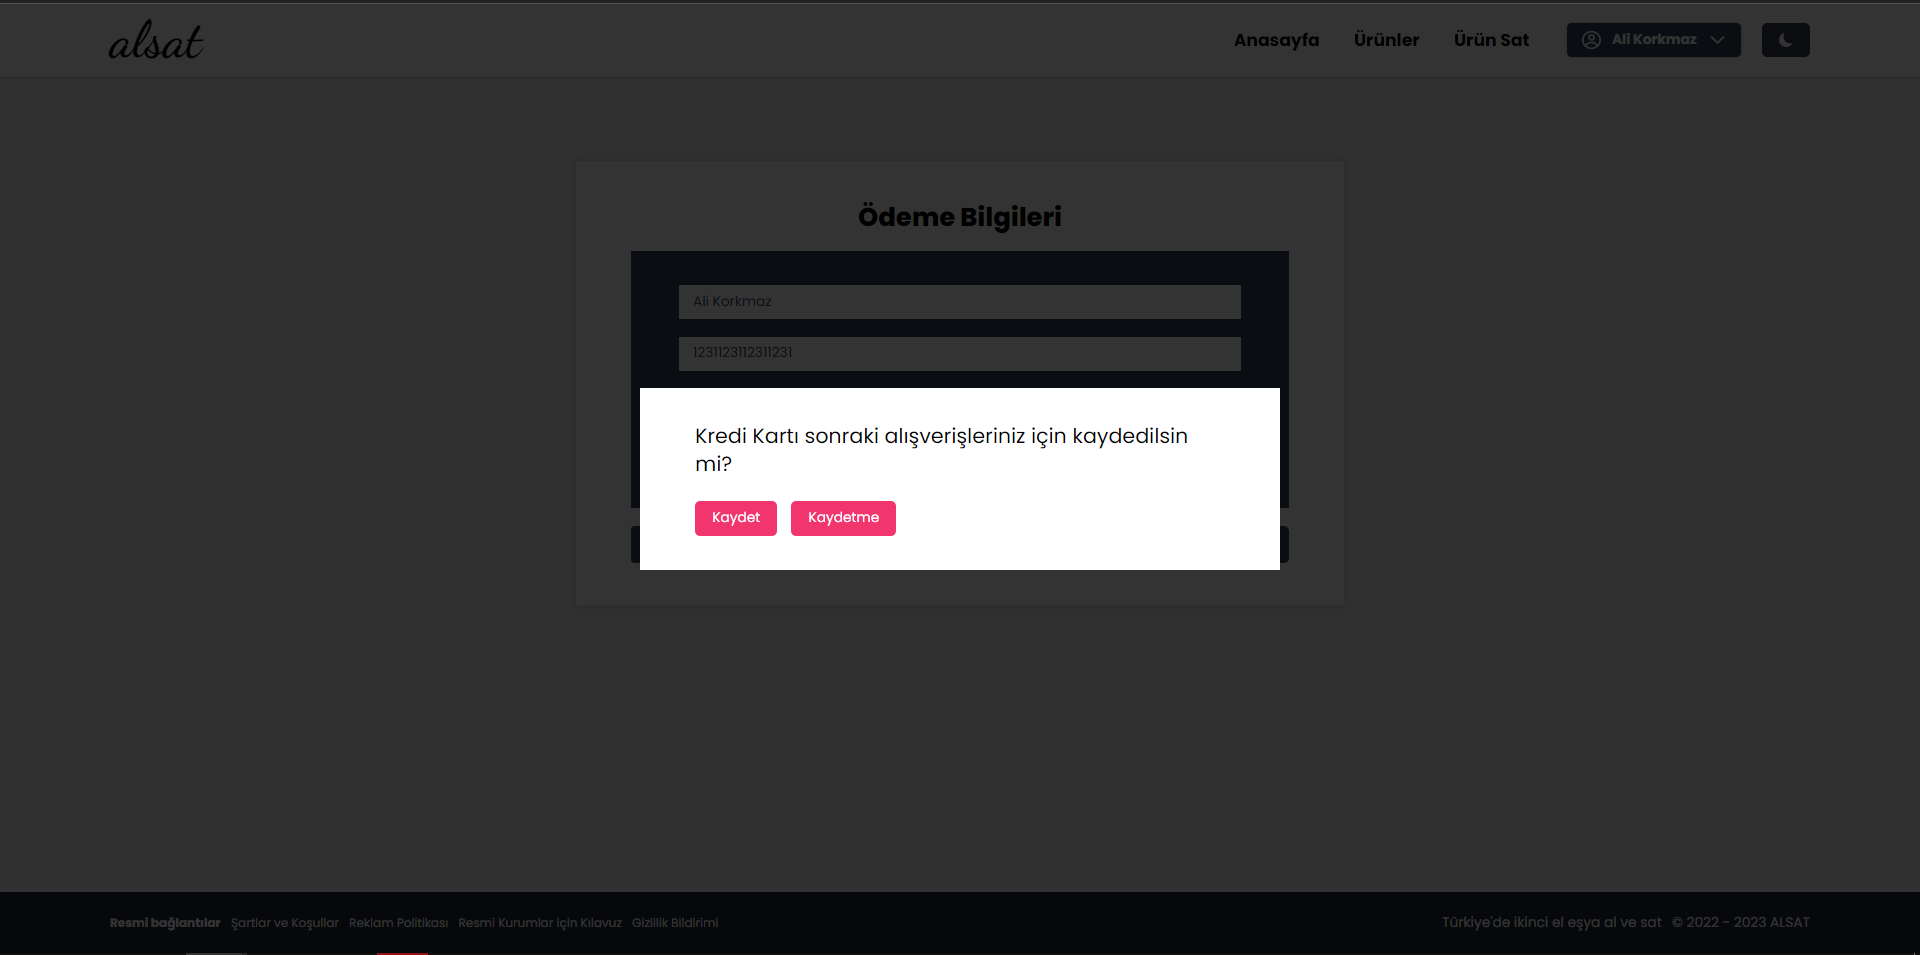 alsat
Anasayfa Ürünler Ürün Sat Ali Korkmaz
Ödeme Bilgileri
Ali Korkmaz
1231123112311231
Kredi Kartı sonraki alışverişleriniz için kaydedilsin
mi?
Kaydet Kaydetme
Resmi bağlantılar Şartlar ve Koşullar Reklam Politikası Resmi Kurumlar için Kılavuz Gizlilik Bildirimi
Türkiye'de ikinci el eşya al ve sat © 2022 - 2023 ALSAT